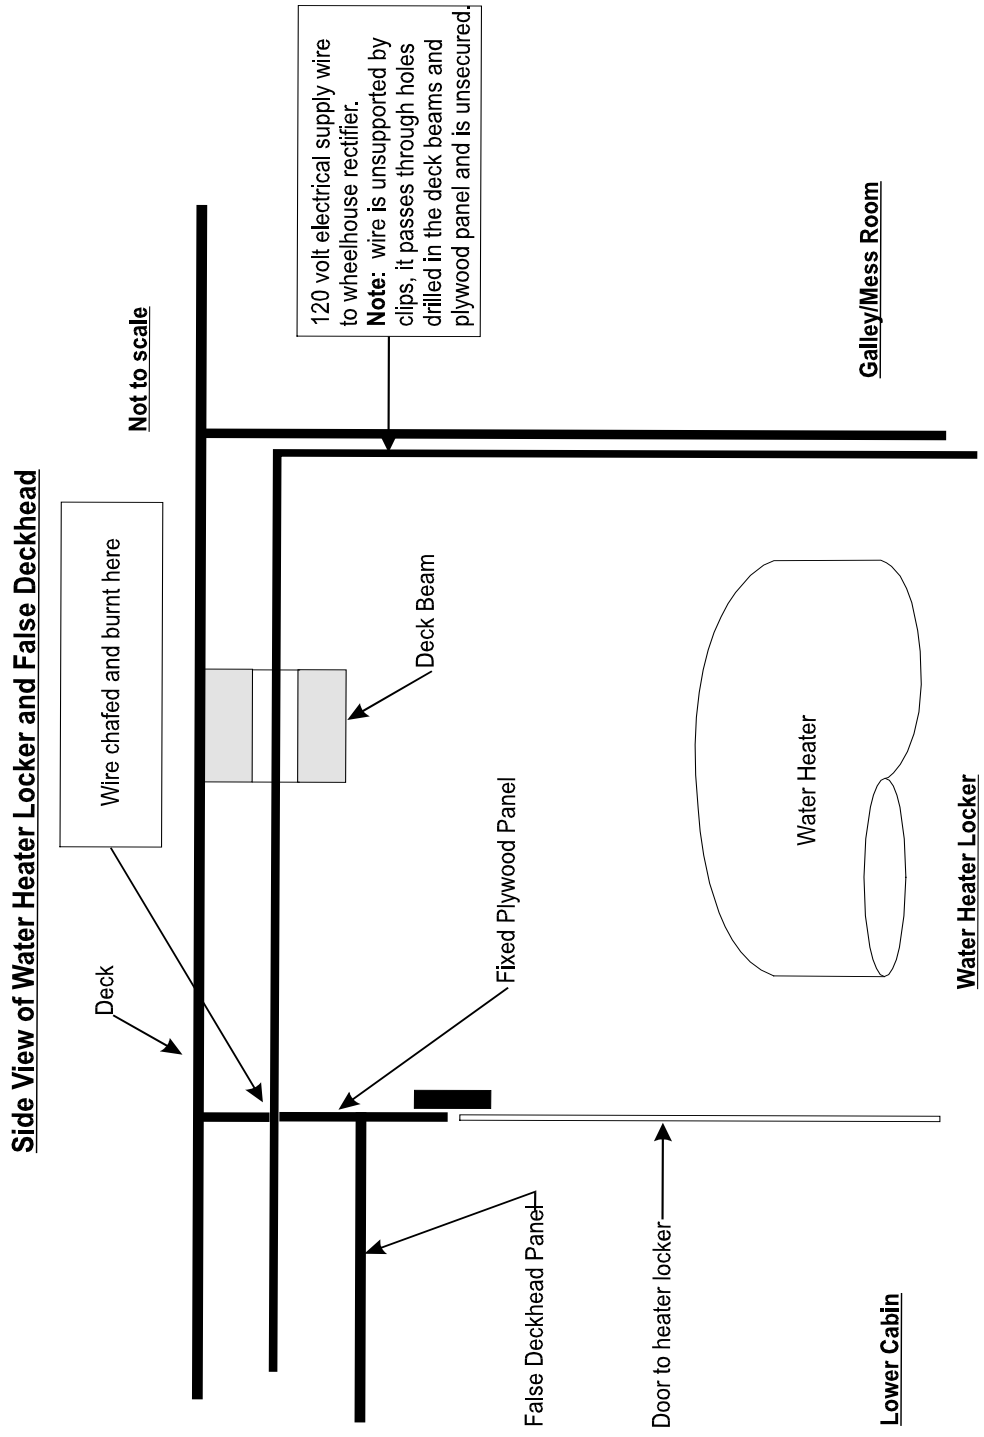 Side View of Water Heater Locker and False Deckhead
Not to scale
Wire chafed and burnt here
Deck
120 volt electrical supply wire
to wheelhouse rectifier.
Note: wire is unsupported by
clips, it passes through holes
drilled in the deck beams and
plywood panel and is unsecured.
Deck Beam
Fixed Plywood Panel
False Deckhead Panel
Door to heater locker
Water Heater
Lower Cabin
Water Heater Locker
Galley/Mess Room